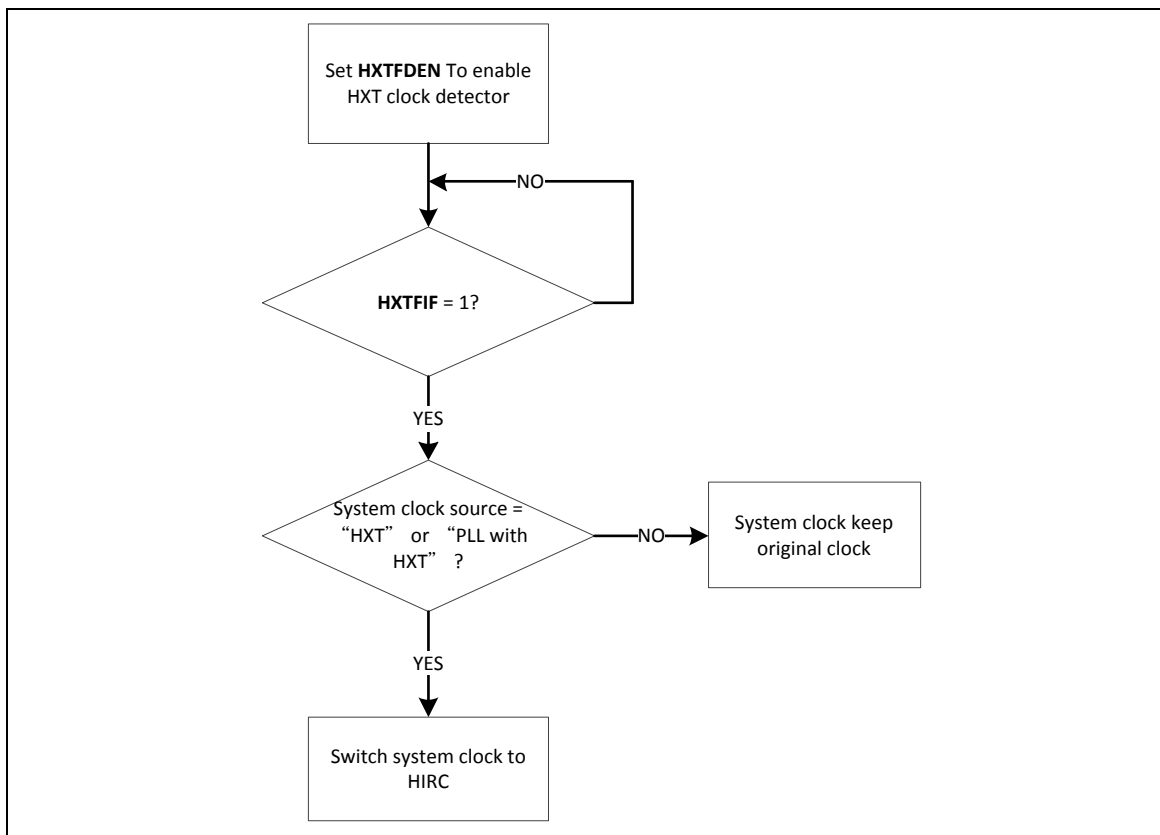 Set HXTFDEN To enable
HXT clock detector
NO
HXTFIF = 1?
YES
System clock source =
“HXT” or “PLL with
HXT” ?
NO
System clock keep
original clock
YES
Switch system clock to
HIRC